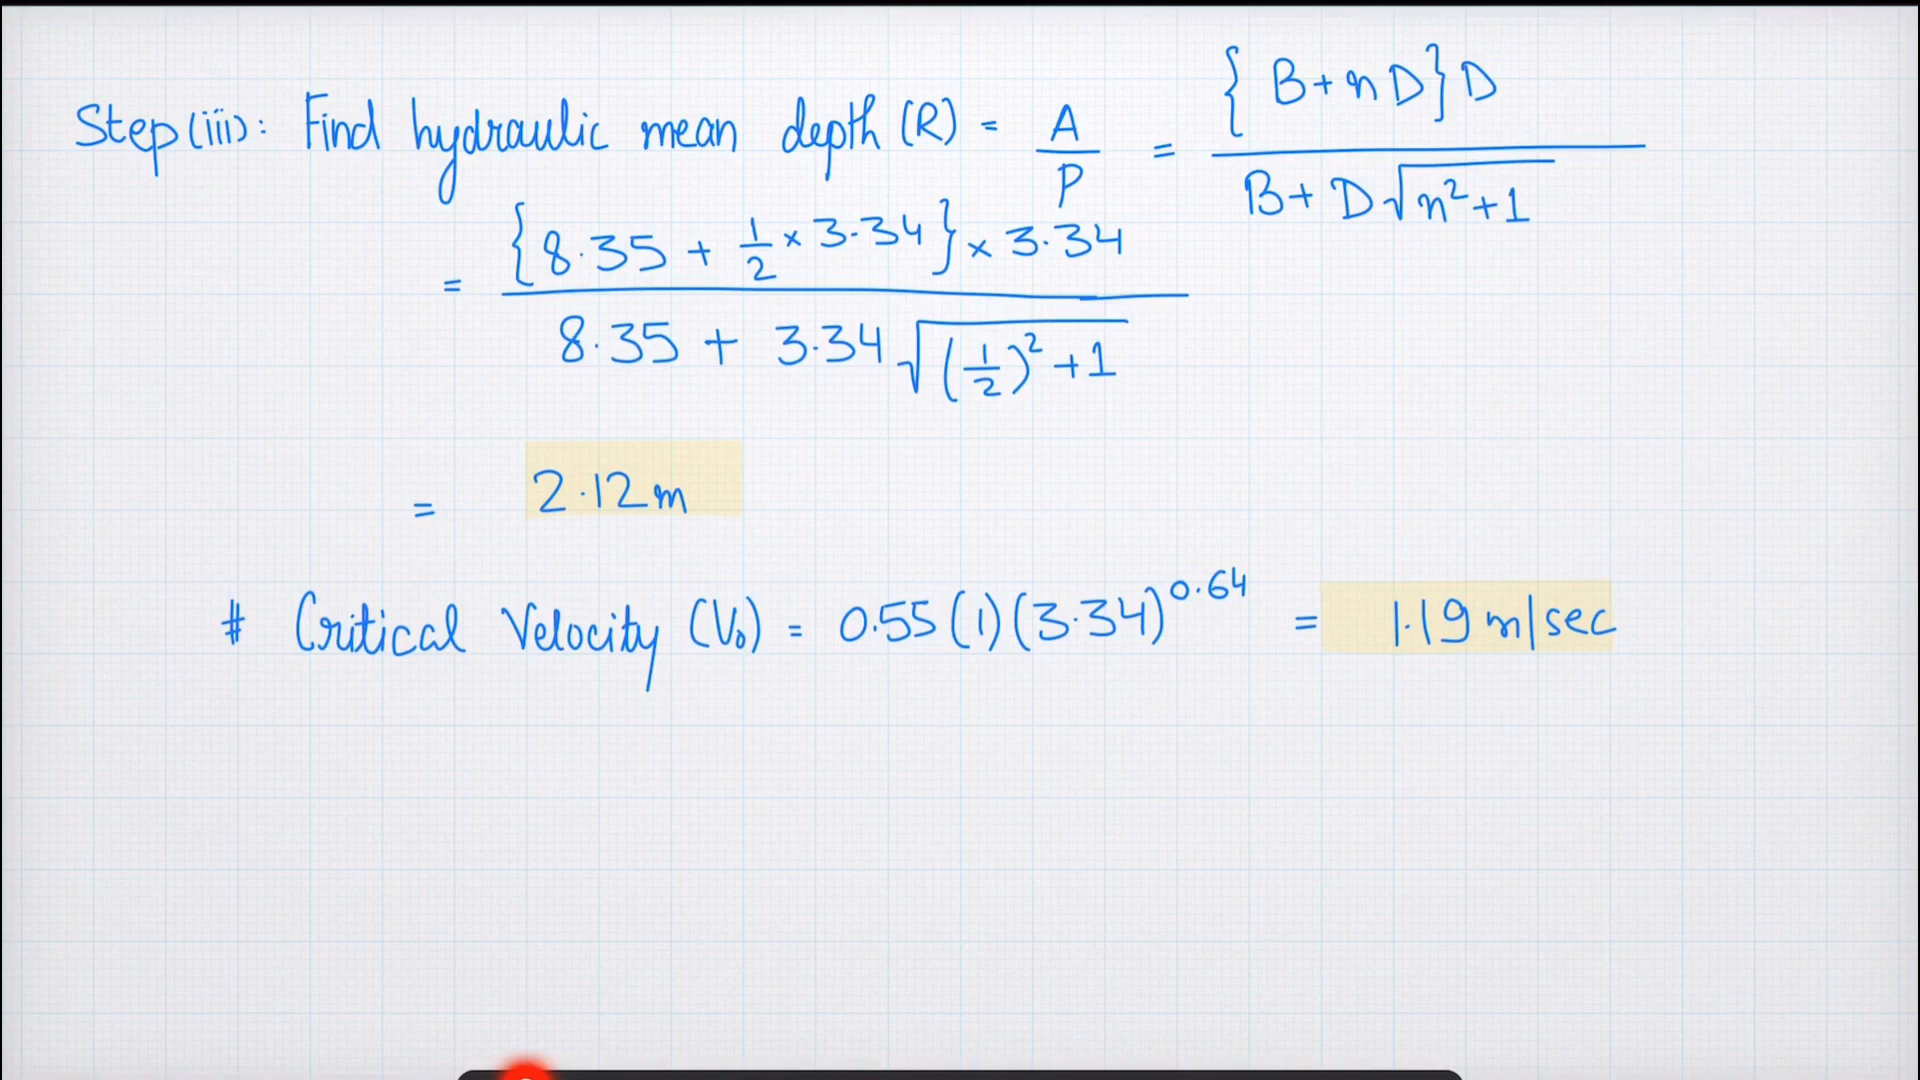 Step(iii): Find hydraulic mean depth (R) = A/P = {B+nD}D / B+D√n²+1
= {8.35 + 1/2 × 3.34} × 3.34 / 8.35 + 3.34 √(1/2)²+1
= 2.12m
# Critical Velocity (V₀) = 0.55 (1) (3.34)^0.64 = 1.19 m/sec